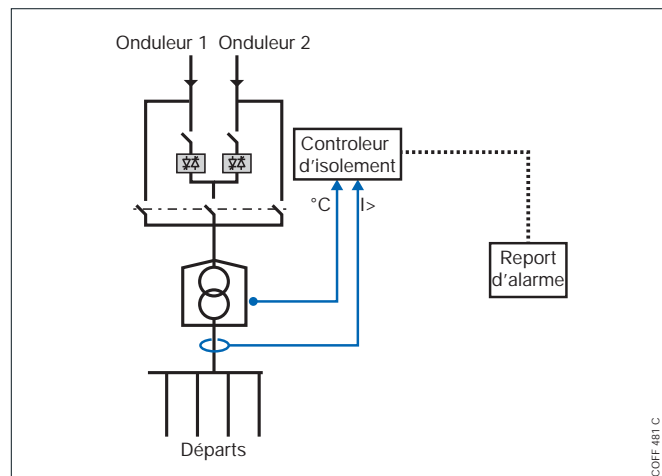 Onduleur 1 Onduleur 2
Controleur
d'isolement
°C
I>
Report
d'alarme
Départs
COFF 481 C